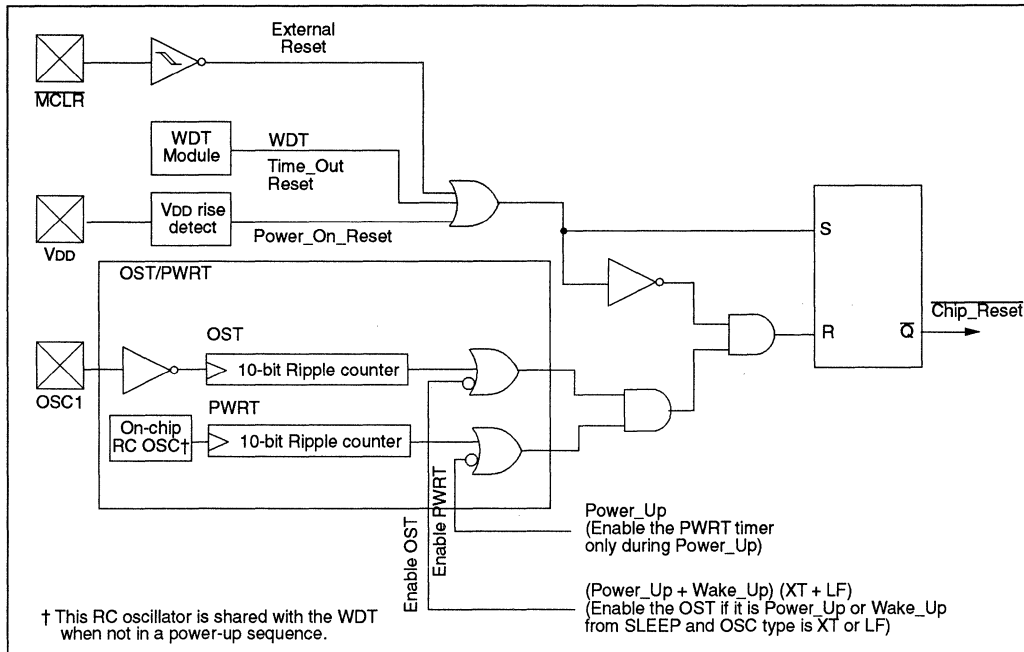 External
Reset
MCLR
WDT
Module
WDT
Time_Out
Reset
VDD rise
detect
Power_On_Reset
VDD
S
R
Q
Chip_Reset
OST/PWRT
OST
10-bit Ripple counter
OSC1
PWRT
On-chip
RC OSC†
10-bit Ripple counter
Enable OST
Enable PWRT
Power_Up
(Enable the PWRT timer
only during Power_Up)
(Power_Up + Wake_Up) (XT + LF)
(Enable the OST if it is Power_Up or Wake_Up
from SLEEP and OSC type is XT or LF)
† This RC oscillator is shared with the WDT
when not in a power-up sequence.